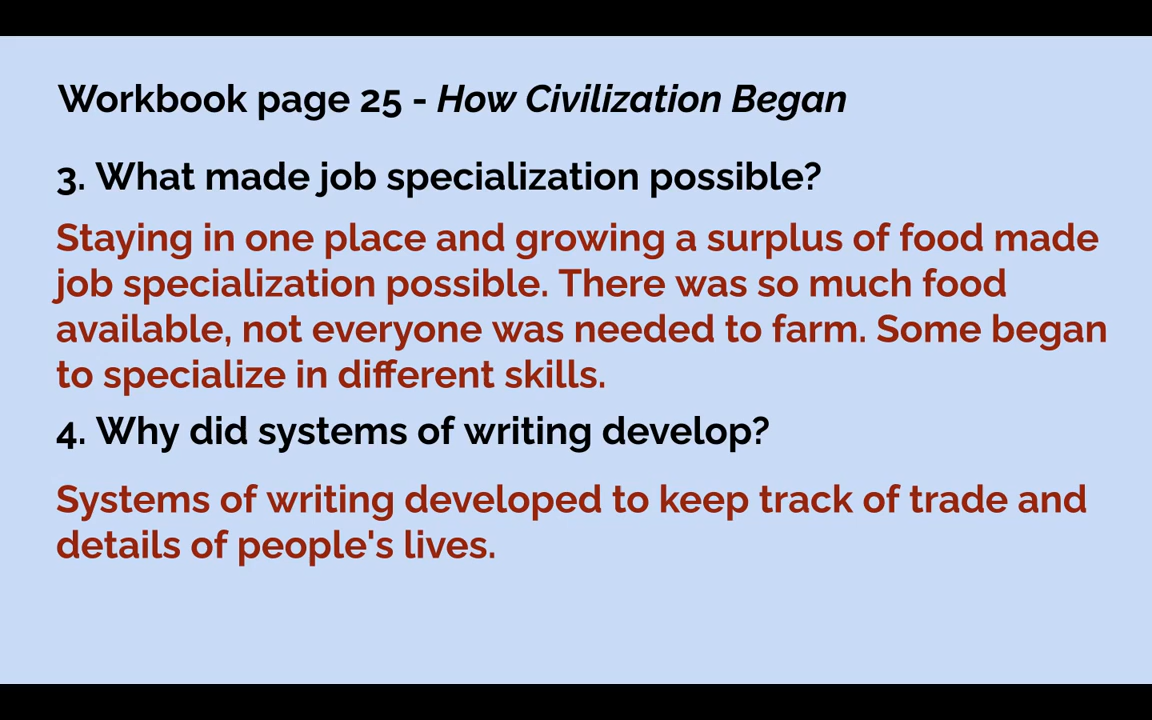 Workbook page 25 - How Civilization Began
3. What made job specialization possible?
Staying in one place and growing a surplus of food made
job specialization possible. There was so much food
available, not everyone was needed to farm. Some began
to specialize in different skills.
4. Why did systems of writing develop?
Systems of writing developed to keep track of trade and
details of people's lives.